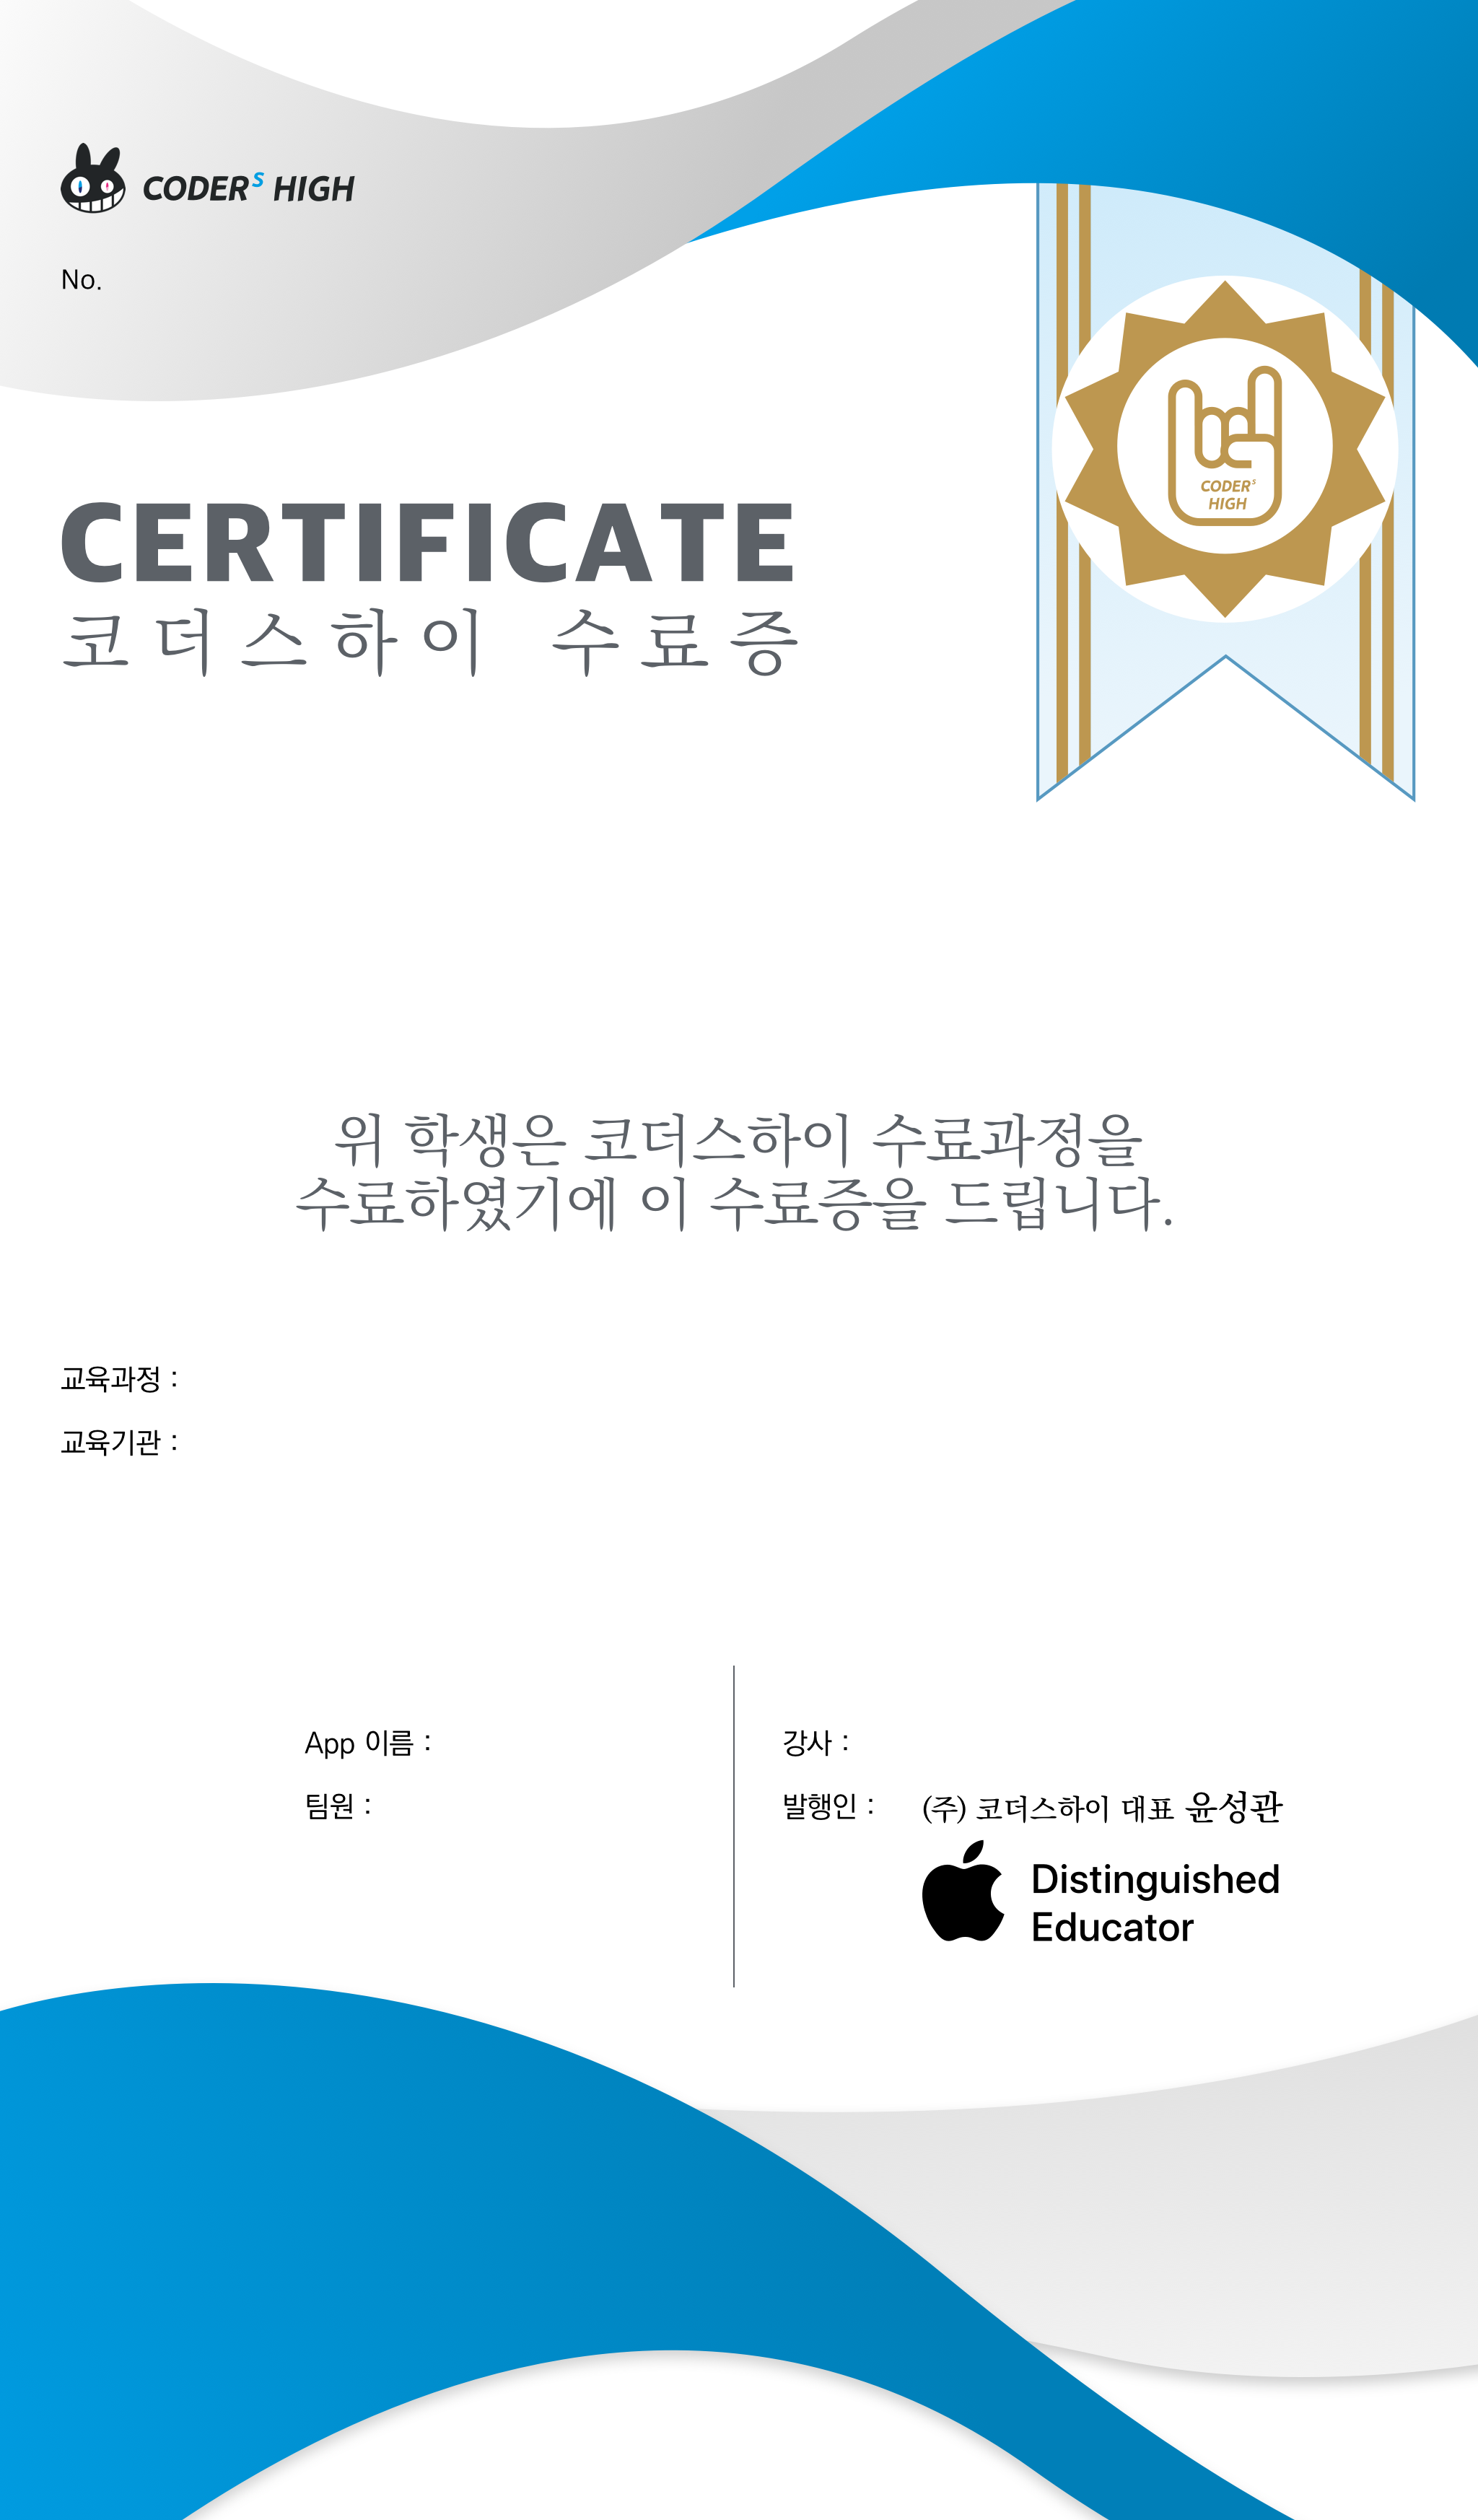 CODERS HIGH
No.
CODERS
HIGH
CERTIFICATE
코더스하이 수료증
위 학생은 코더스하이 수료과정을
수료하였기에 이 수료증을 드립니다.
교육과정 :
교육기관 :
App 이름 :
팀원 :
강사 :
발행인 : (주) 코더스하이 대표 윤성관
Distinguished
Educator